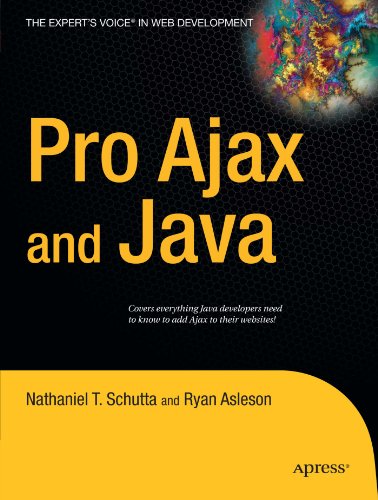 THE EXPERT'S VOICE® IN WEB DEVELOPMENT
Pro Ajax
and Java
Covers everything Java developers need
to know to add Ajax to their websites!
Nathaniel T. Schutta and Ryan Asleson
Apress®